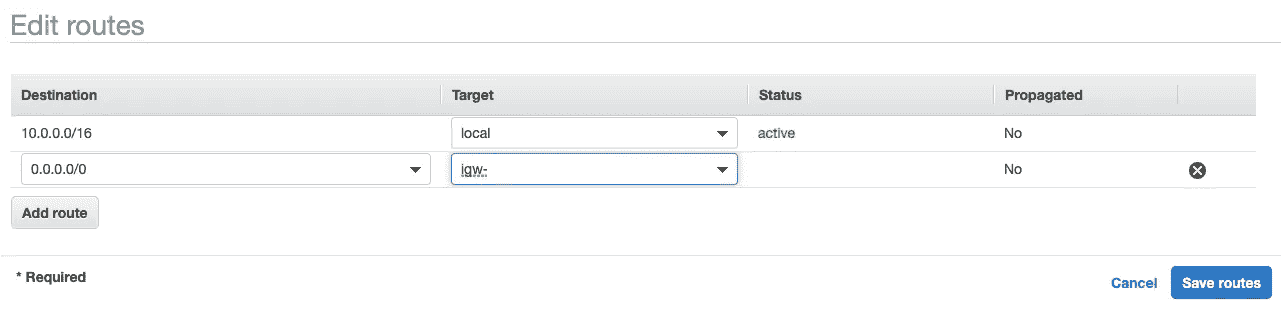 Edit routes
Destination Target Status Propagated
10.0.0.0/16 local active No
0.0.0.0/0 igw- No
Add route
* Required
Cancel Save routes